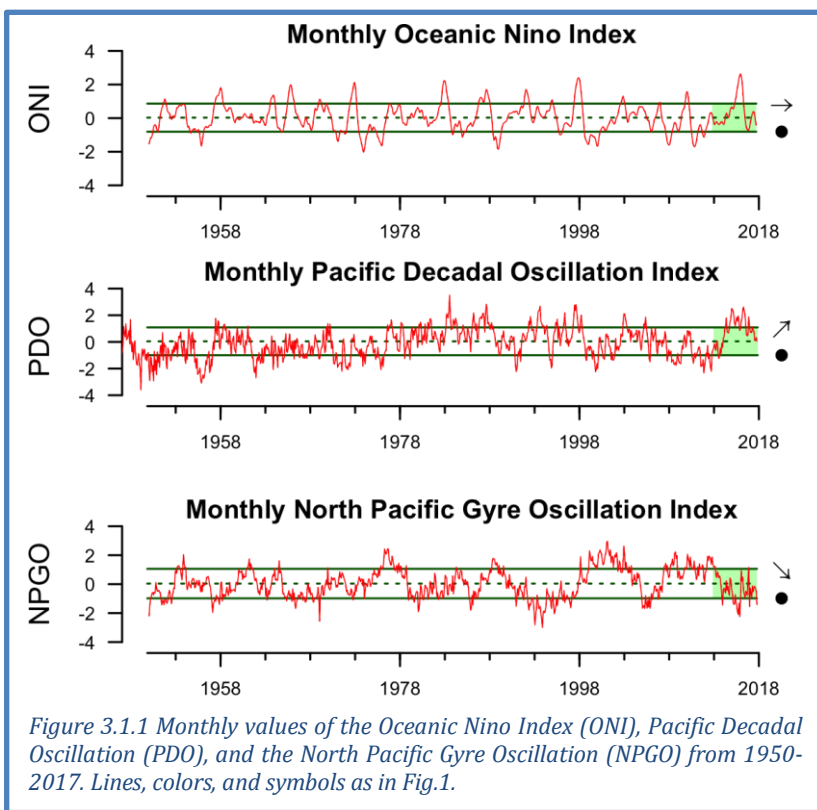 Monthly Oceanic Nino Index
ONI
4
2
0
-2
-4
1958 1978 1998 2018
Monthly Pacific Decadal Oscillation Index
PDO
4
2
0
-2
-4
1958 1978 1998 2018
Monthly North Pacific Gyre Oscillation Index
NPGO
4
2
0
-2
-4
1958 1978 1998 2018
Figure 3.1.1 Monthly values of the Oceanic Nino Index (ONI), Pacific Decadal
Oscillation (PDO), and the North Pacific Gyre Oscillation (NPGO) from 1950-
2017. Lines, colors, and symbols as in Fig.1.